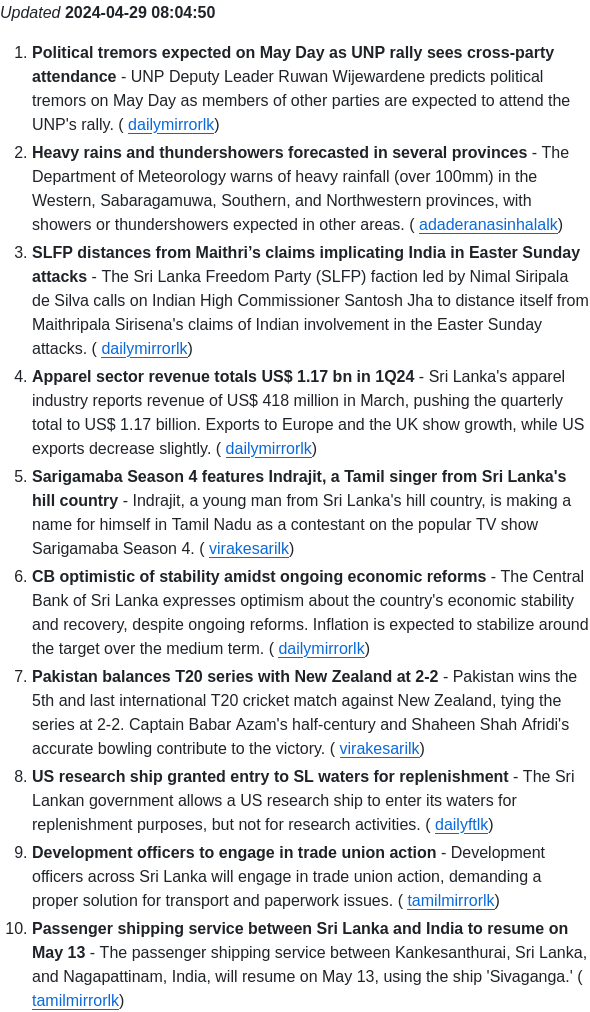 Updated 2024-04-29 08:04:50
1. Political tremors expected on May Day as UNP rally sees cross-party
attendance - UNP Deputy Leader Ruwan Wijewardene predicts political
tremors on May Day as members of other parties are expected to attend the
UNP's rally. ( dailymirrorlk)
2. Heavy rains and thundershowers forecasted in several provinces - The
Department of Meteorology warns of heavy rainfall (over 100mm) in the
Western, Sabaragamuwa, Southern, and Northwestern provinces, with
showers or thundershowers expected in other areas. ( adaderanasinhalalk)
3. SLFP distances from Maithri’s claims implicating India in Easter Sunday
attacks - The Sri Lanka Freedom Party (SLFP) faction led by Nimal Siripala
de Silva calls on Indian High Commissioner Santosh Jha to distance itself from
Maithripala Sirisena's claims of Indian involvement in the Easter Sunday
attacks. ( dailymirrorlk)
4. Apparel sector revenue totals US$ 1.17 bn in 1Q24 - Sri Lanka's apparel
industry reports revenue of US$ 418 million in March, pushing the quarterly
total to US$ 1.17 billion. Exports to Europe and the UK show growth, while US
exports decrease slightly. ( dailymirrorlk)
5. Sarigamaba Season 4 features Indrajit, a Tamil singer from Sri Lanka's
hill country - Indrajit, a young man from Sri Lanka's hill country, is making a
name for himself in Tamil Nadu as a contestant on the popular TV show
Sarigamaba Season 4. ( virakesarilk)
6. CB optimistic of stability amidst ongoing economic reforms - The Central
Bank of Sri Lanka expresses optimism about the country's economic stability
and recovery, despite ongoing reforms. Inflation is expected to stabilize around
the target over the medium term. ( dailymirrorlk)
7. Pakistan balances T20 series with New Zealand at 2-2 - Pakistan wins the
5th and last international T20 cricket match against New Zealand, tying the
series at 2-2. Captain Babar Azam's half-century and Shaheen Shah Afridi's
accurate bowling contribute to the victory. ( virakesarilk)
8. US research ship granted entry to SL waters for replenishment - The Sri
Lankan government allows a US research ship to enter its waters for
replenishment purposes, but not for research activities. ( dailyftlk)
9. Development officers to engage in trade union action - Development
officers across Sri Lanka will engage in trade union action, demanding a
proper solution for transport and paperwork issues. ( tamilmirrorlk)
10. Passenger shipping service between Sri Lanka and India to resume on
May 13 - The passenger shipping service between Kankesanthurai, Sri Lanka,
and Nagapattinam, India, will resume on May 13, using the ship 'Sivaganga.' (
tamilmirrorlk)